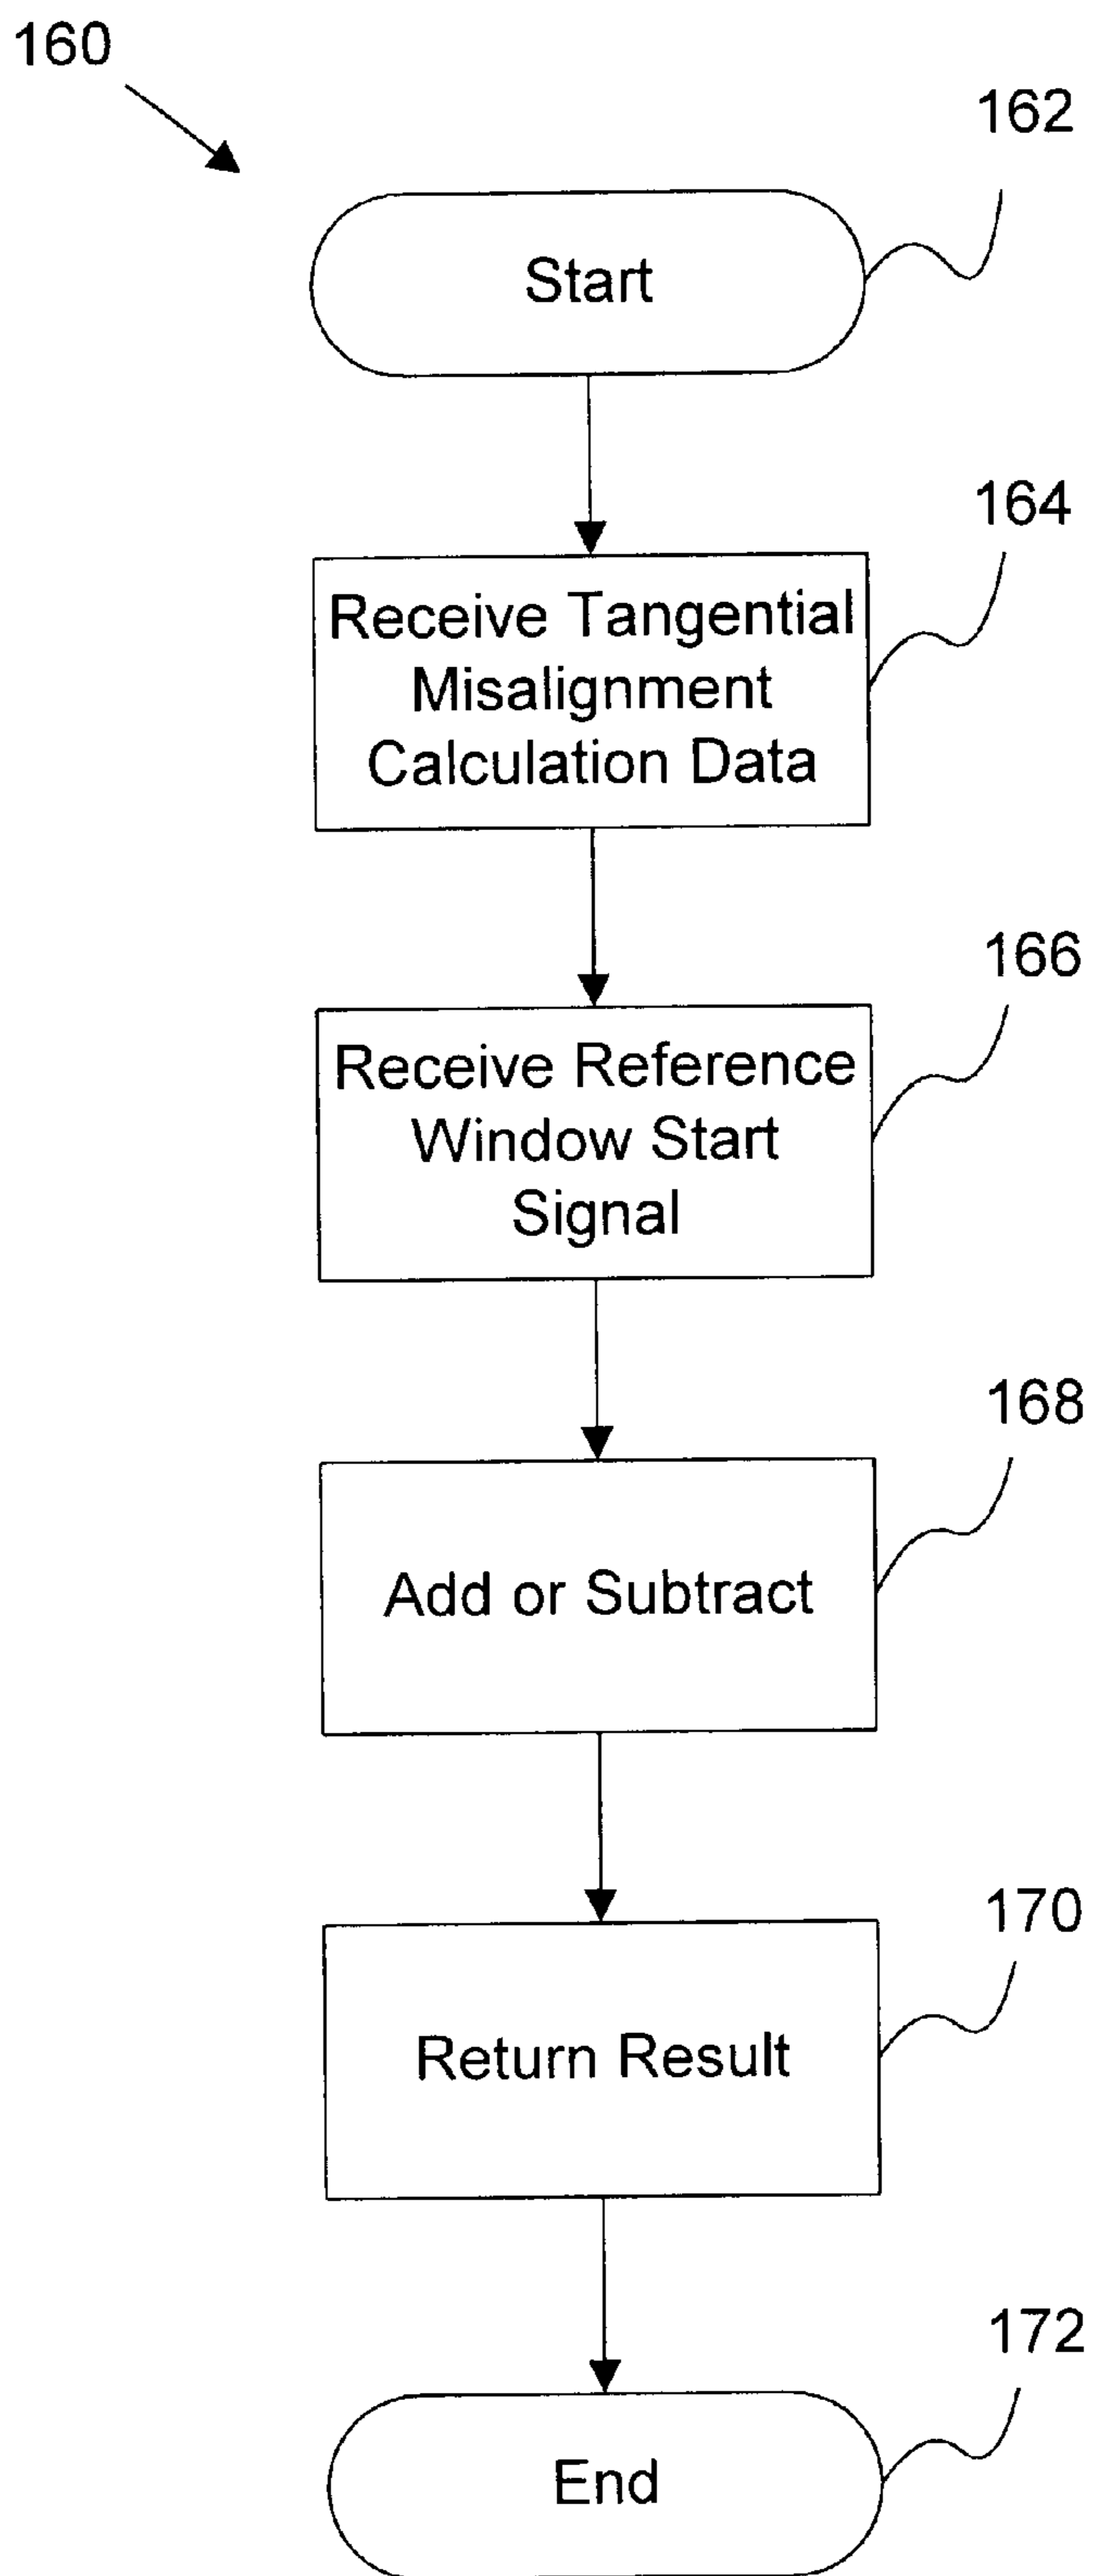 160
162
Start
164
Receive Tangential
Misalignment
Calculation Data
166
Receive Reference
Window Start
Signal
168
Add or Subtract
170
Return Result
172
End